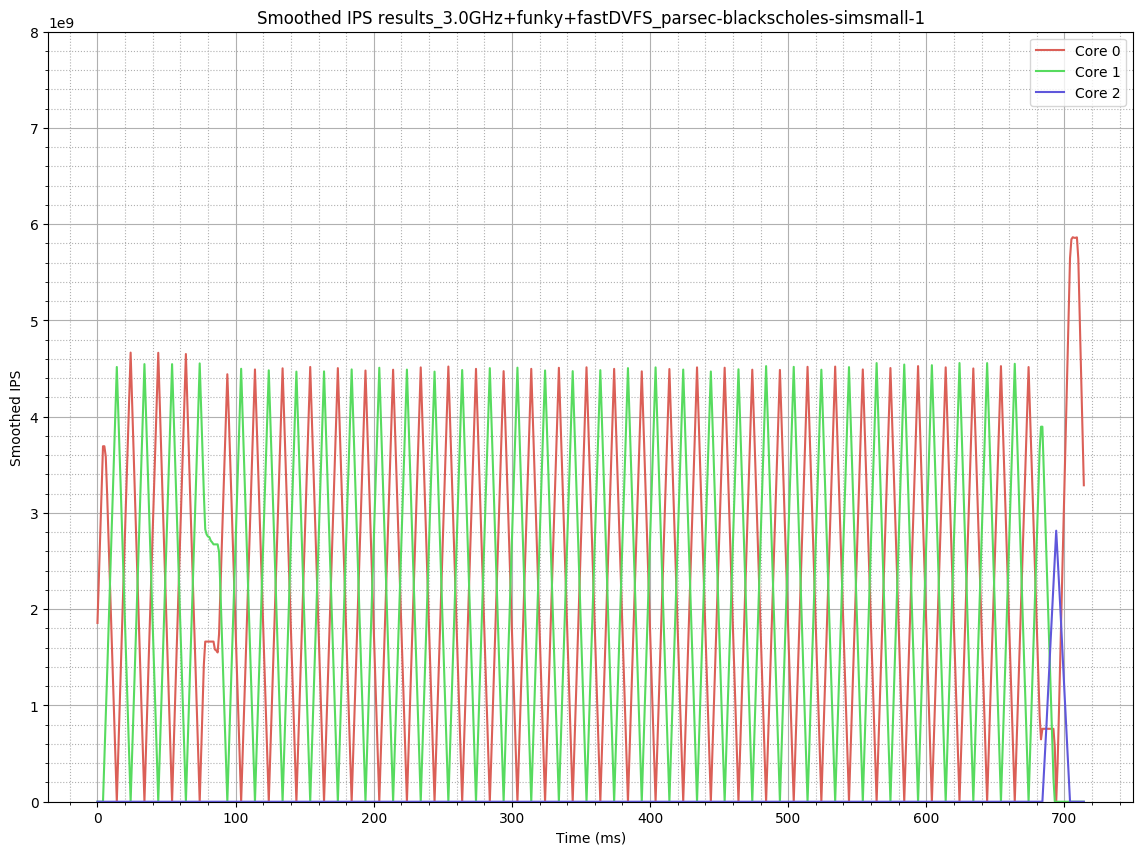 Smoothed IPS results_3.0GHz+funky+fastDVFS_parsec-blackscholes-simsmall-1
1e9
8
7
6
5
4
3
2
1
0
Smoothed IPS
Core 0
Core 1
Core 2
0 100 200 300 400 500 600 700
Time (ms)